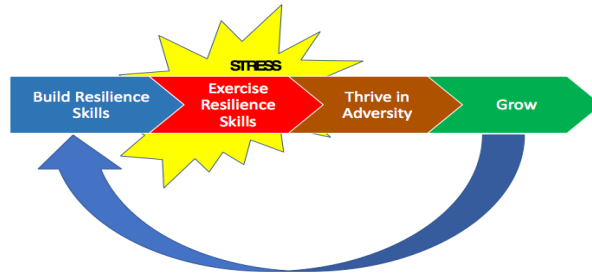 STRESS
Build Resilience
Skills
Exercise
Resilience
Skills
Thrive in
Adversity
Grow